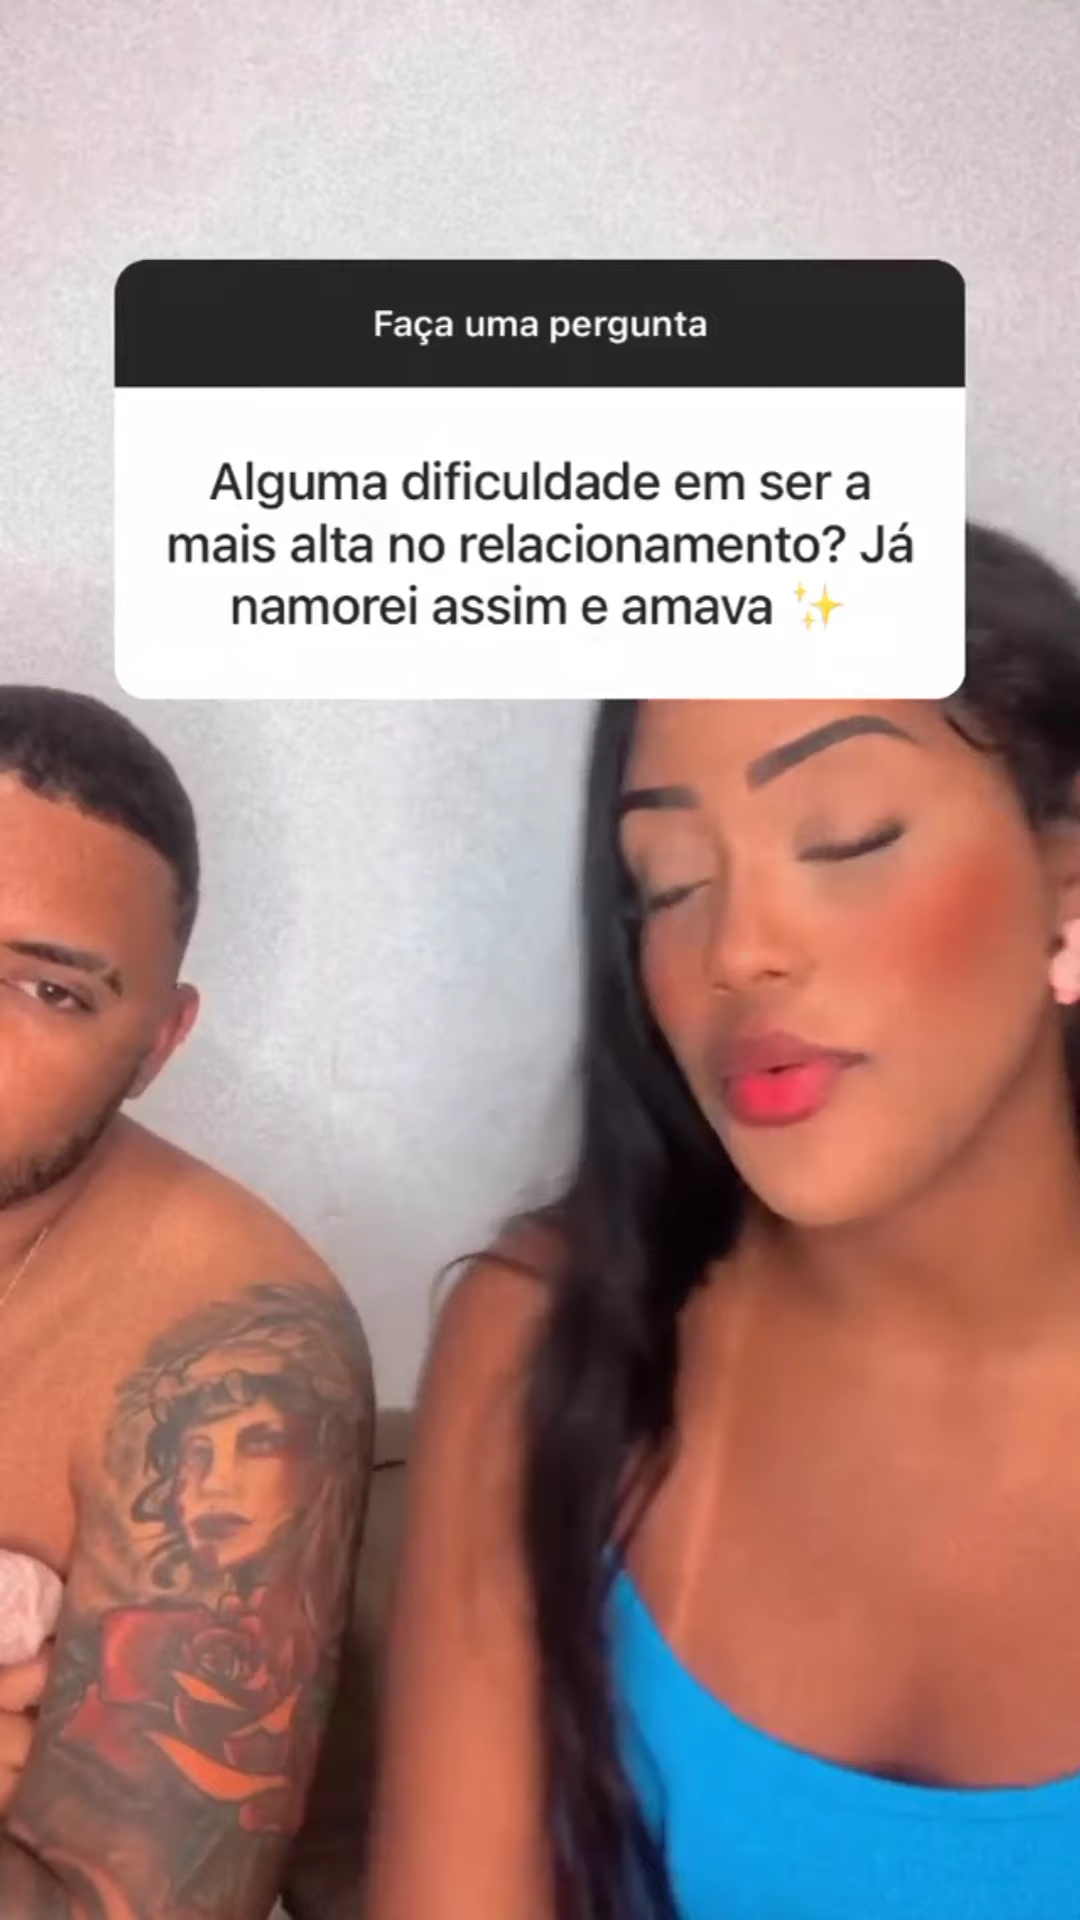 Faça uma pergunta
Alguma dificuldade em ser a
mais alta no relacionamento? Já
namorei assim e amava ✨